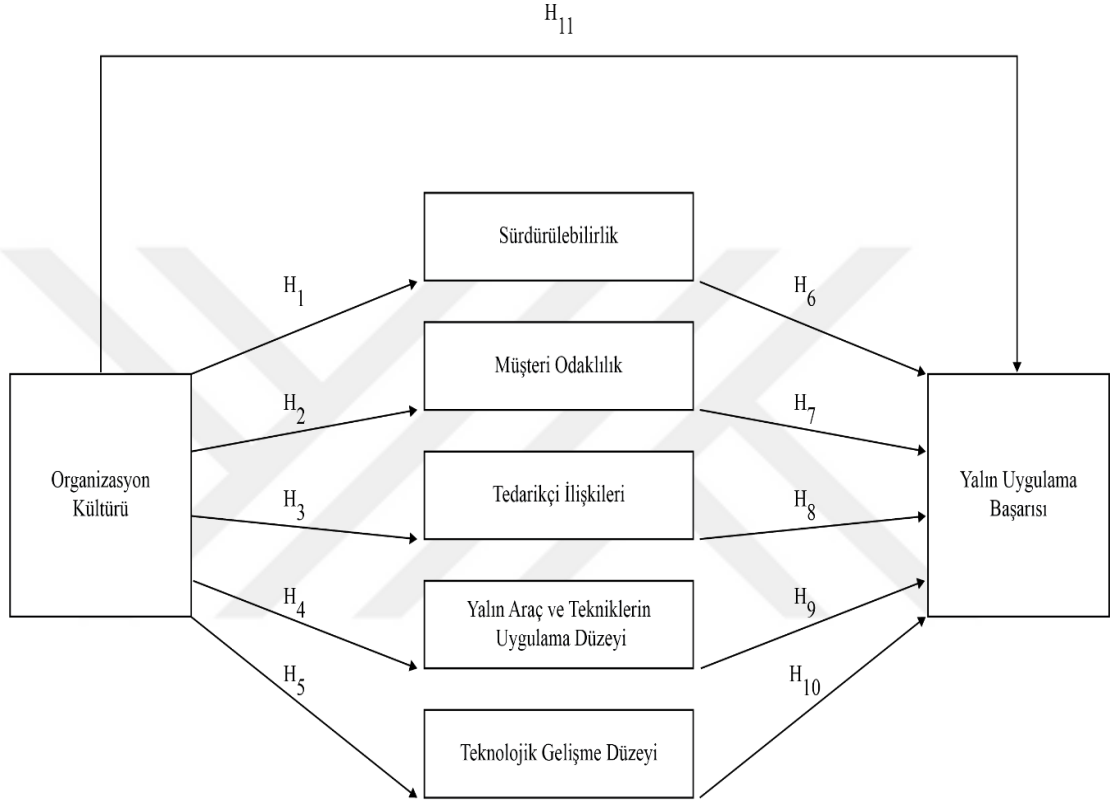 H11
Sürdürülebilirlik
H1
H6
Müşteri Odaklılık
H2
H7
Organizasyon
Kültürü
Tedarikçi İlişkileri
Yalın Uygulama
Başarısı
H3
H8
Yalın Araç ve Tekniklerin
Uygulama Düzeyi
H4
H9
H5
H10
Teknolojik Gelişme Düzeyi